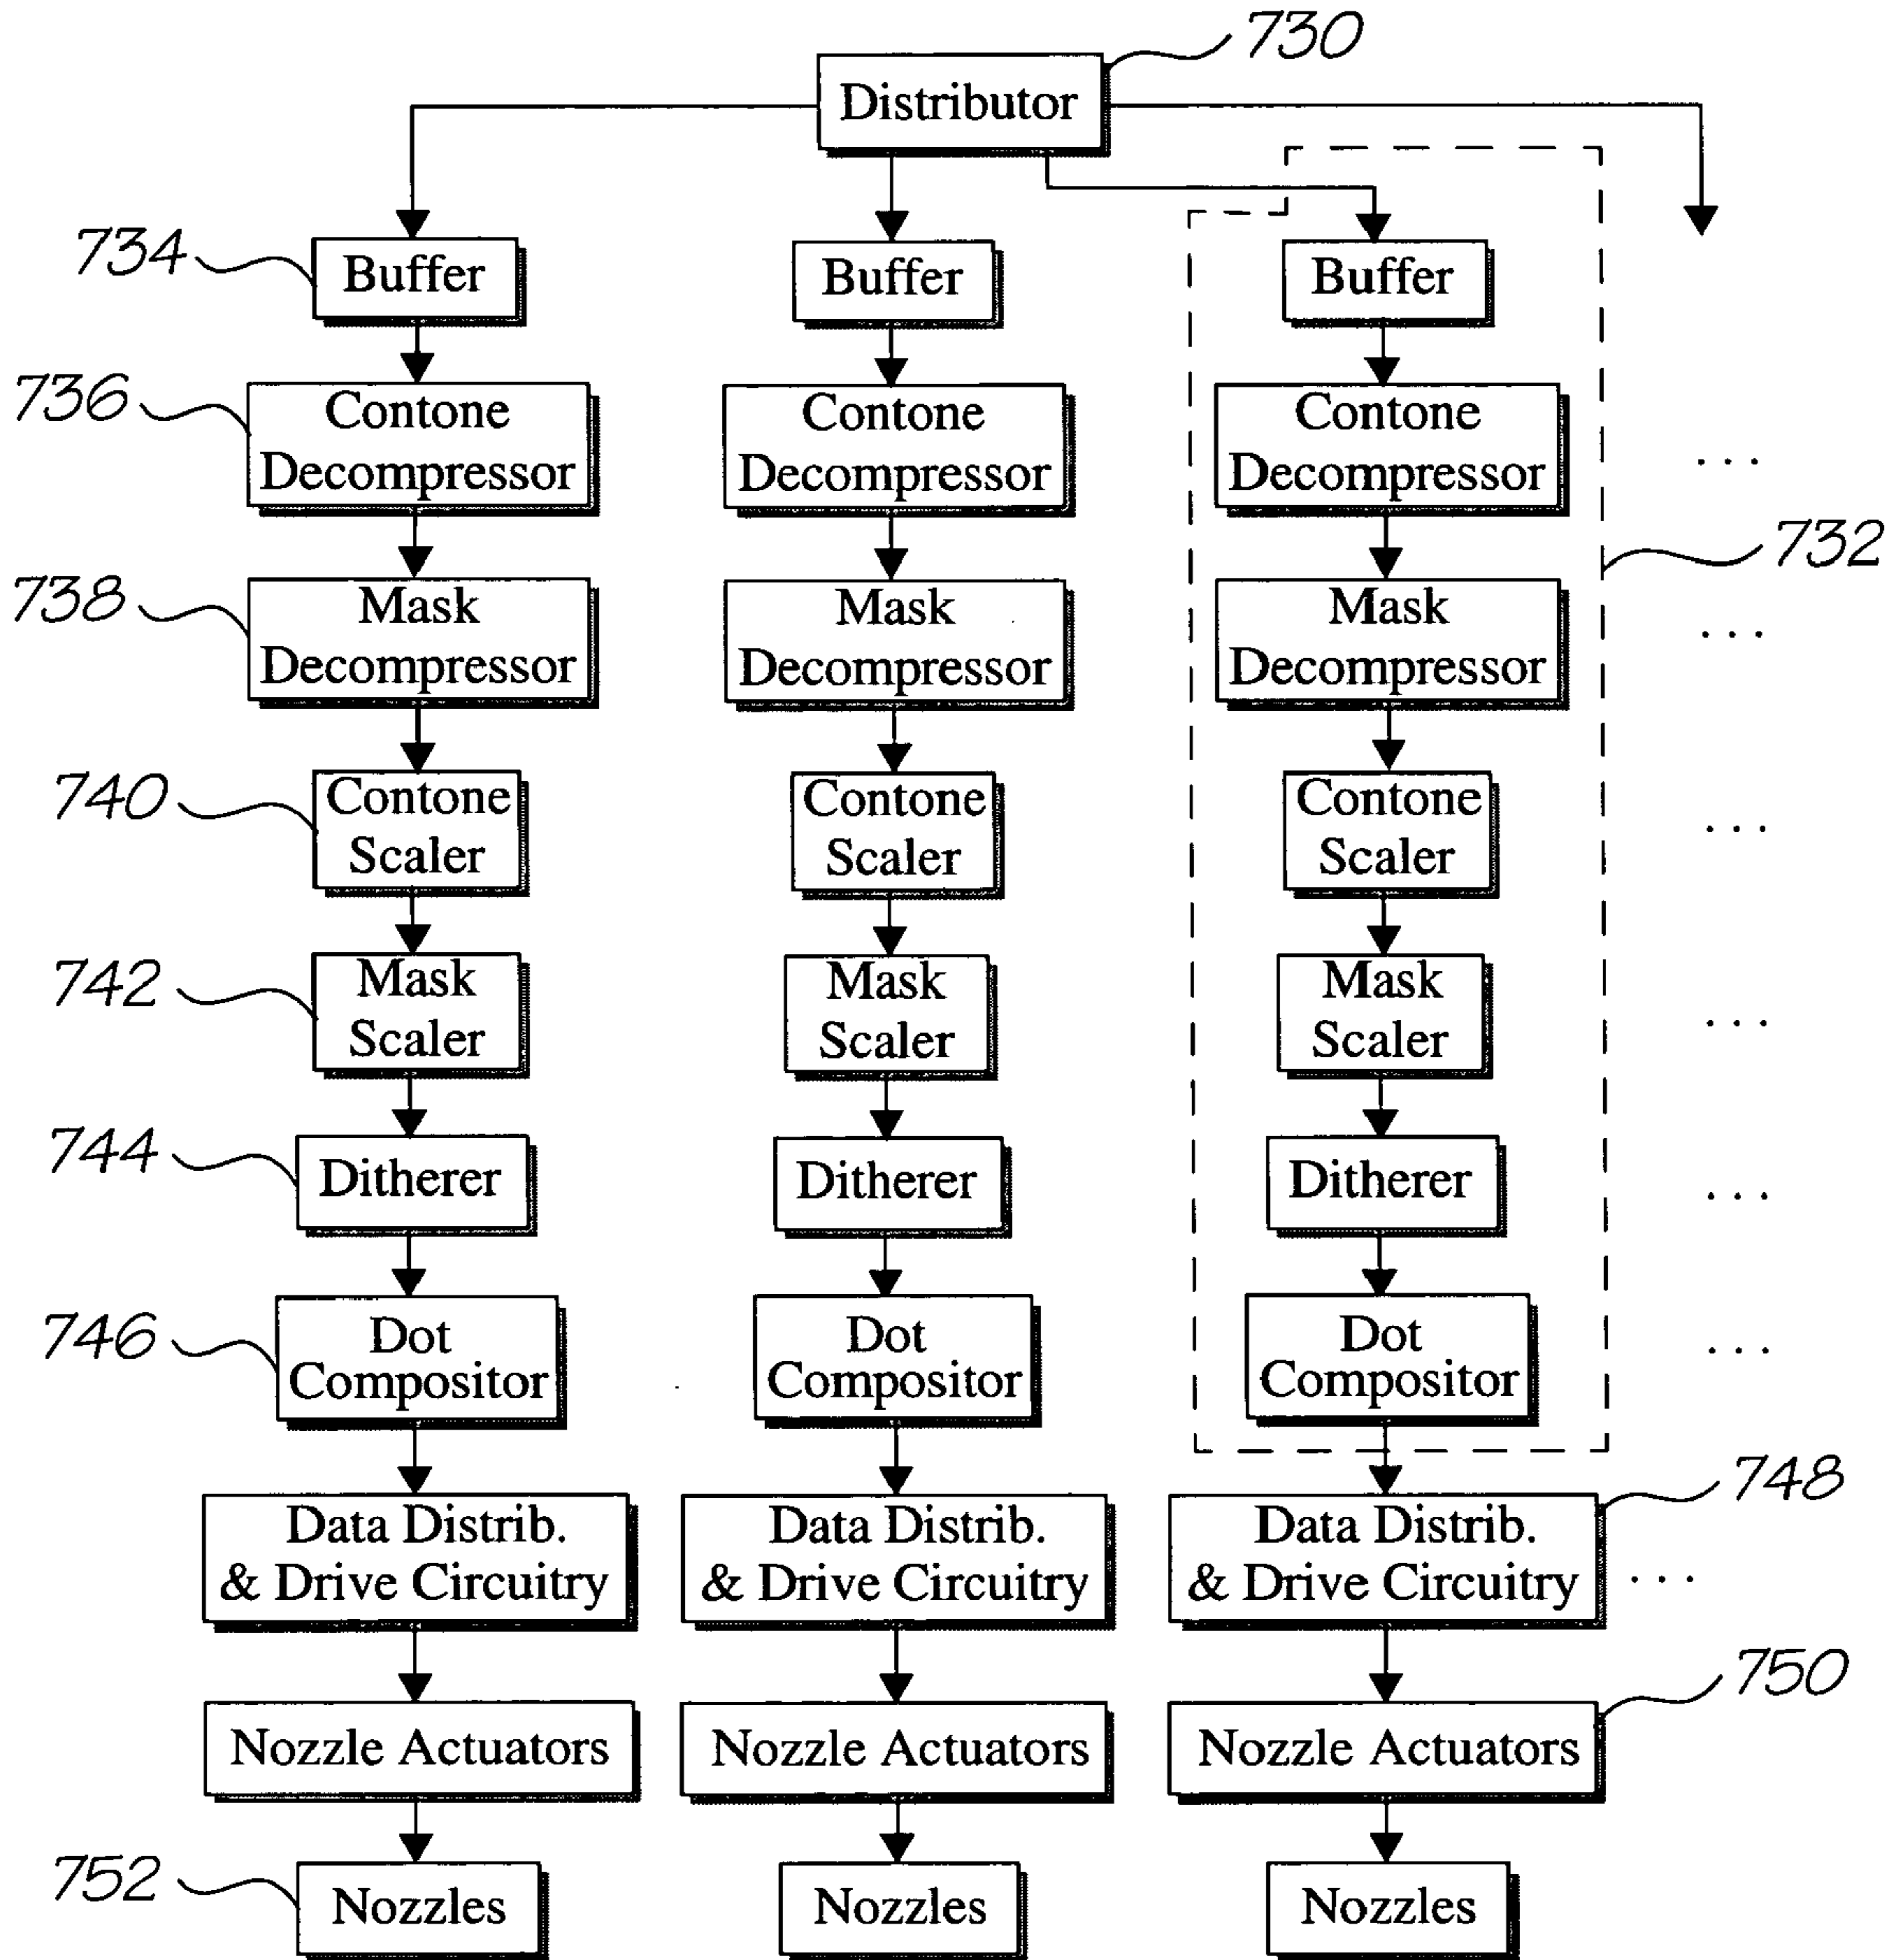 730
Distributor
734
Buffer
Buffer
Buffer
736
Contone
Decompressor
Contone
Decompressor
Contone
Decompressor
...
732
738
Mask
Decompressor
Mask
Decompressor
Mask
Decompressor
...
740
Contone
Scaler
Contone
Scaler
Contone
Scaler
...
742
Mask
Scaler
Mask
Scaler
Mask
Scaler
...
744
Ditherer
Ditherer
Ditherer
...
746
Dot
Compositor
Dot
Compositor
Dot
Compositor
...
748
Data Distrib.
& Drive Circuitry
Data Distrib.
& Drive Circuitry
Data Distrib.
& Drive Circuitry
...
750
Nozzle Actuators
Nozzle Actuators
Nozzle Actuators
752
Nozzles
Nozzles
Nozzles